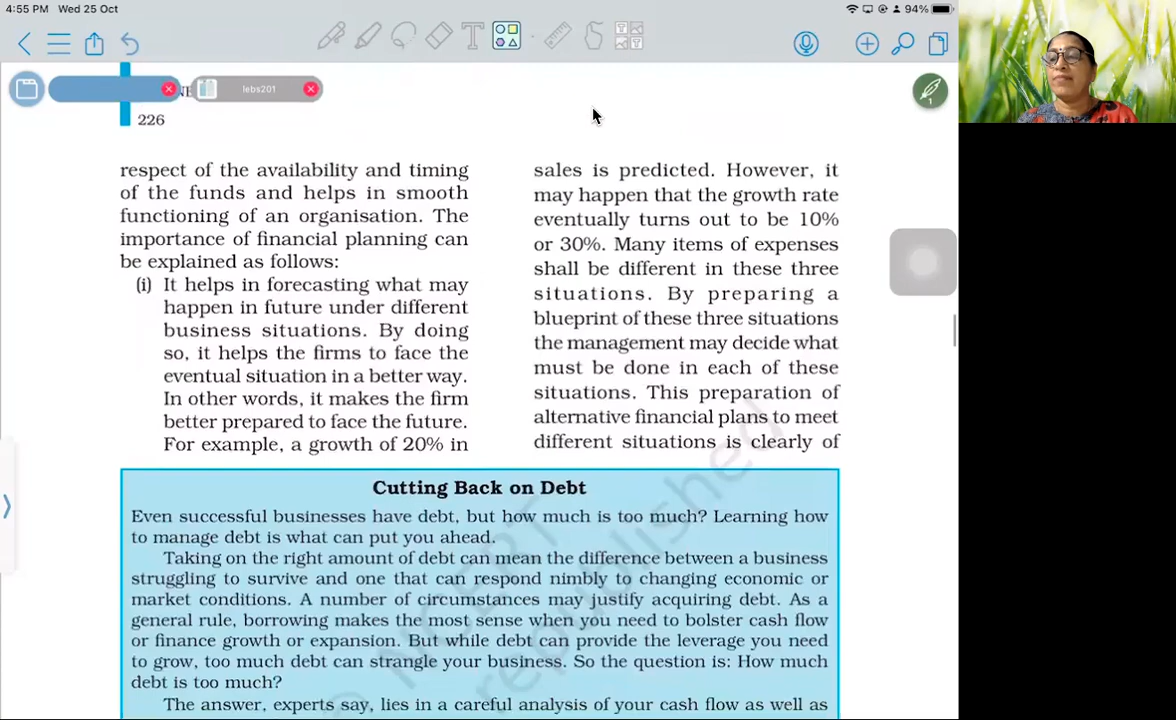 4:55 PM Wed 25 Oct
94%
lebs201
1
226
respect of the availability and timing
of the funds and helps in smooth
functioning of an organisation. The
importance of financial planning can
be explained as follows:
(i) It helps in forecasting what may
happen in future under different
business situations. By doing
so, it helps the firms to face the
eventual situation in a better way.
In other words, it makes the firm
better prepared to face the future.
For example, a growth of 20% in
sales is predicted. However, it
may happen that the growth rate
eventually turns out to be 10%
or 30%. Many items of expenses
shall be different in these three
situations. By preparing a
blueprint of these three situations
the management may decide what
must be done in each of these
situations. This preparation of
alternative financial plans to meet
different situations is clearly of
Cutting Back on Debt
Even successful businesses have debt, but how much is too much? Learning how
to manage debt is what can put you ahead.
Taking on the right amount of debt can mean the difference between a business
struggling to survive and one that can respond nimbly to changing economic or
market conditions. A number of circumstances may justify acquiring debt. As a
general rule, borrowing makes the most sense when you need to bolster cash flow
or finance growth or expansion. But while debt can provide the leverage you need
to grow, too much debt can strangle your business. So the question is: How much
debt is too much?
The answer, experts say, lies in a careful analysis of your cash flow as well as
© NCERT
republished